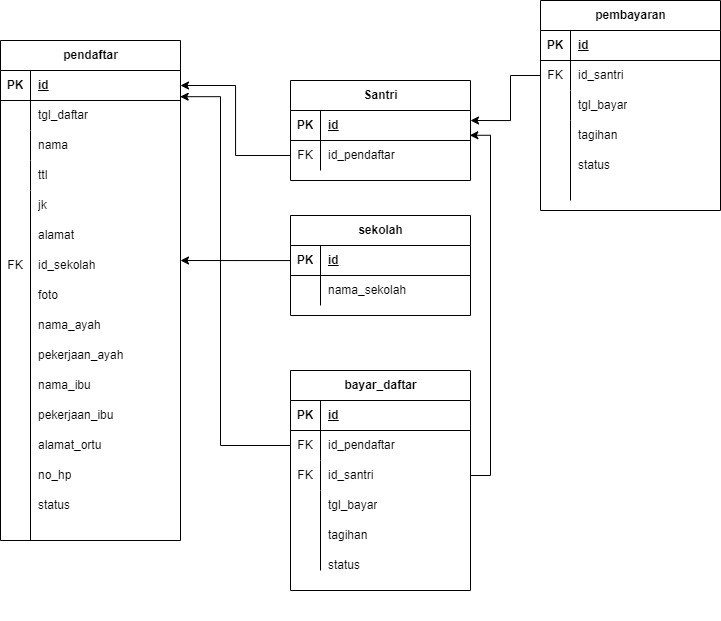 pendaftar
PK id
tgl_daftar
nama
ttl
jk
alamat
FK id_sekolah
foto
nama_ayah
pekerjaan_ayah
nama_ibu
pekerjaan_ibu
alamat_ortu
no_hp
status
Santri
PK id
FK id_pendaftar
sekolah
PK id
nama_sekolah
bayar_daftar
PK id
FK id_pendaftar
FK id_santri
tgl_bayar
tagihan
status
pembayaran
PK id
FK id_santri
tgl_bayar
tagihan
status